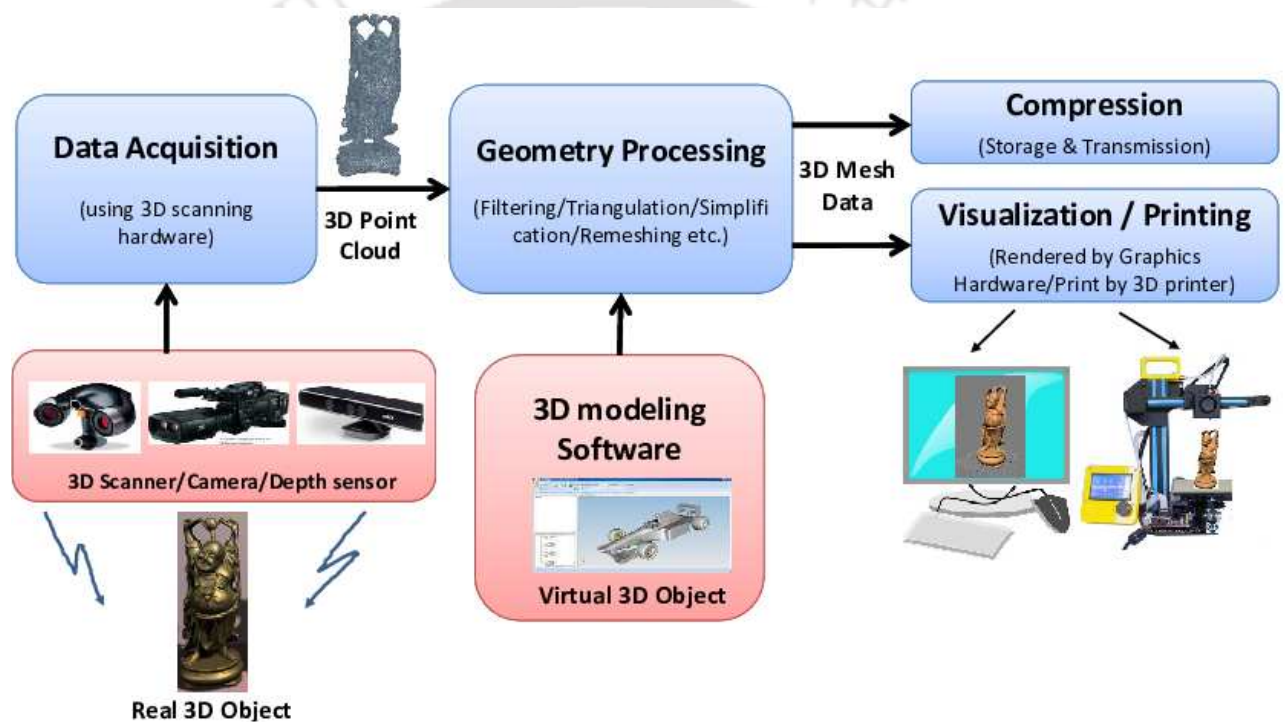 Data Acquisition
(using 3D scanning
hardware)
3D Point
Cloud
Geometry Processing
(Filtering/Triangulation/Simplifi
cation/Remeshing etc.)
3D Mesh
Data
Compression
(Storage & Transmission)
Visualization / Printing
(Rendered by Graphics
Hardware/Print by 3D printer)
3D Scanner/Camera/Depth sensor
Real 3D Object
3D modeling
Software
Virtual 3D Object